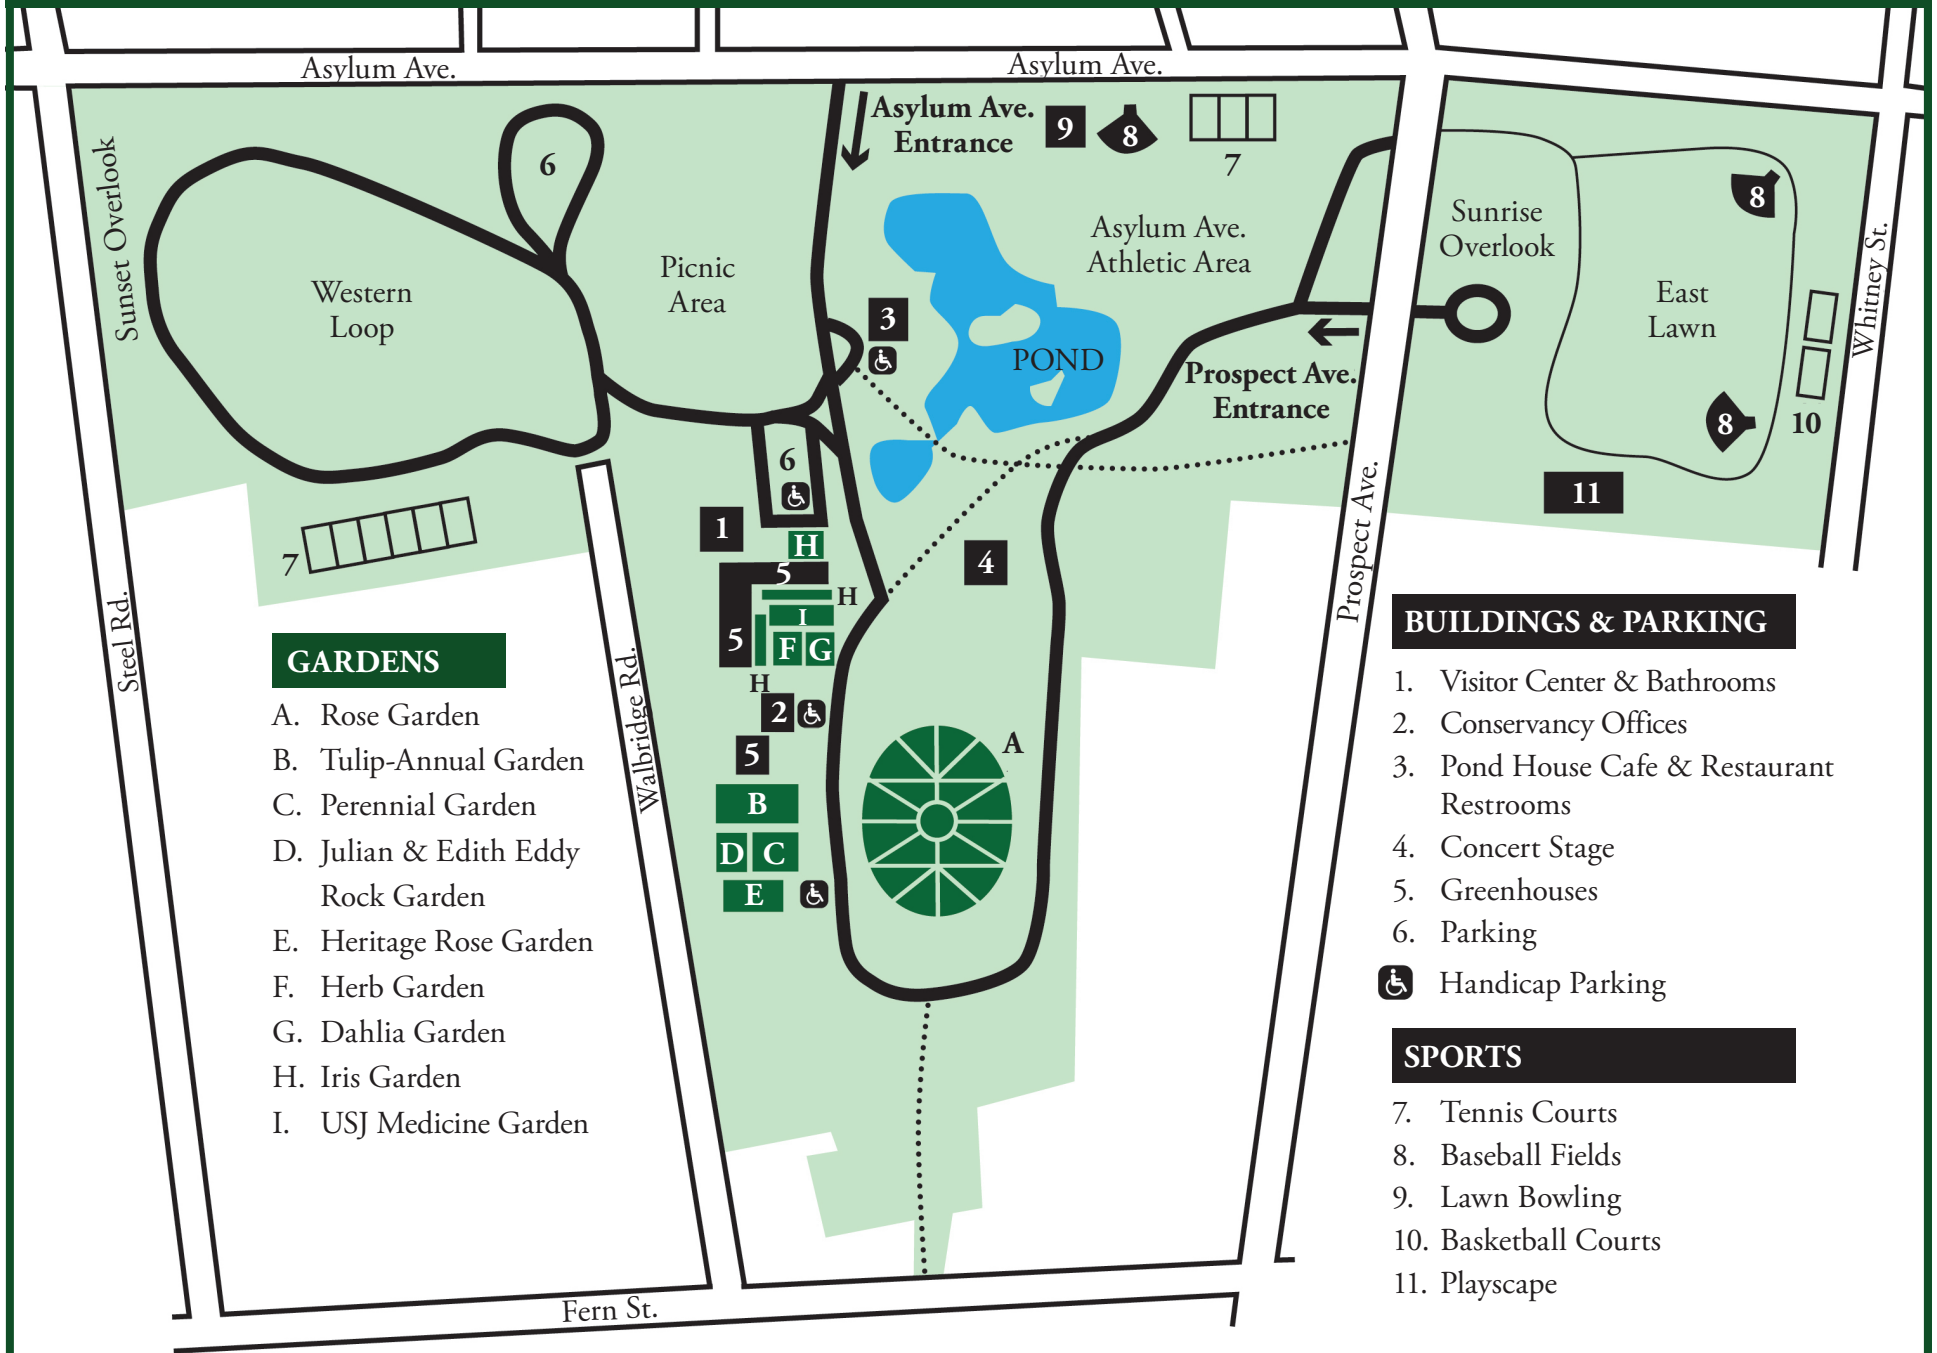 Asylum Ave.
Asylum Ave.
Asylum Ave.
Entrance
9
8
7
6
Sunset Overlook
Western
Loop
Picnic
Area
3
Asylum Ave.
Athletic Area
POND
Prospect Ave.
Entrance
Sunrise
Overlook
East
Lawn
8
8
10
11
Whitney St.
6
1
H
5
H
I
5
F
G
H
2
5
B
D
C
E
A
4
7
Steel Rd.
Walbridge Rd.
Prospect Ave.
Fern St.
GARDENS
A. Rose Garden
B. Tulip-Annual Garden
C. Perennial Garden
D. Julian & Edith Eddy
Rock Garden
E. Heritage Rose Garden
F. Herb Garden
G. Dahlia Garden
H. Iris Garden
I. USJ Medicine Garden
BUILDINGS & PARKING
1. Visitor Center & Bathrooms
2. Conservancy Offices
3. Pond House Cafe & Restaurant
Restrooms
4. Concert Stage
5. Greenhouses
6. Parking
Handicap Parking
SPORTS
7. Tennis Courts
8. Baseball Fields
9. Lawn Bowling
10. Basketball Courts
11. Playscape